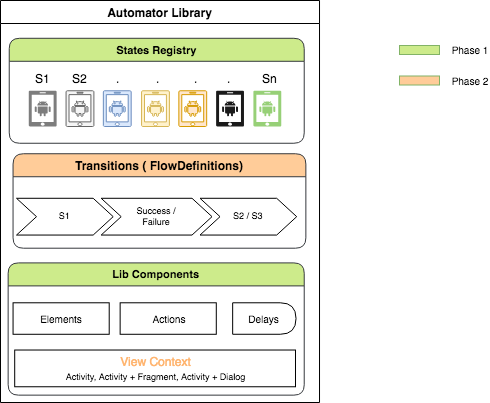 Automator Library
States Registry
S1 S2 . . . . Sn
Transitions ( FlowDefinitions)
S1
Success /
Failure
S2 / S3
Lib Components
Elements
Actions
Delays
View Context
Activity, Activity + Fragment, Activity + Dialog
Phase 1
Phase 2